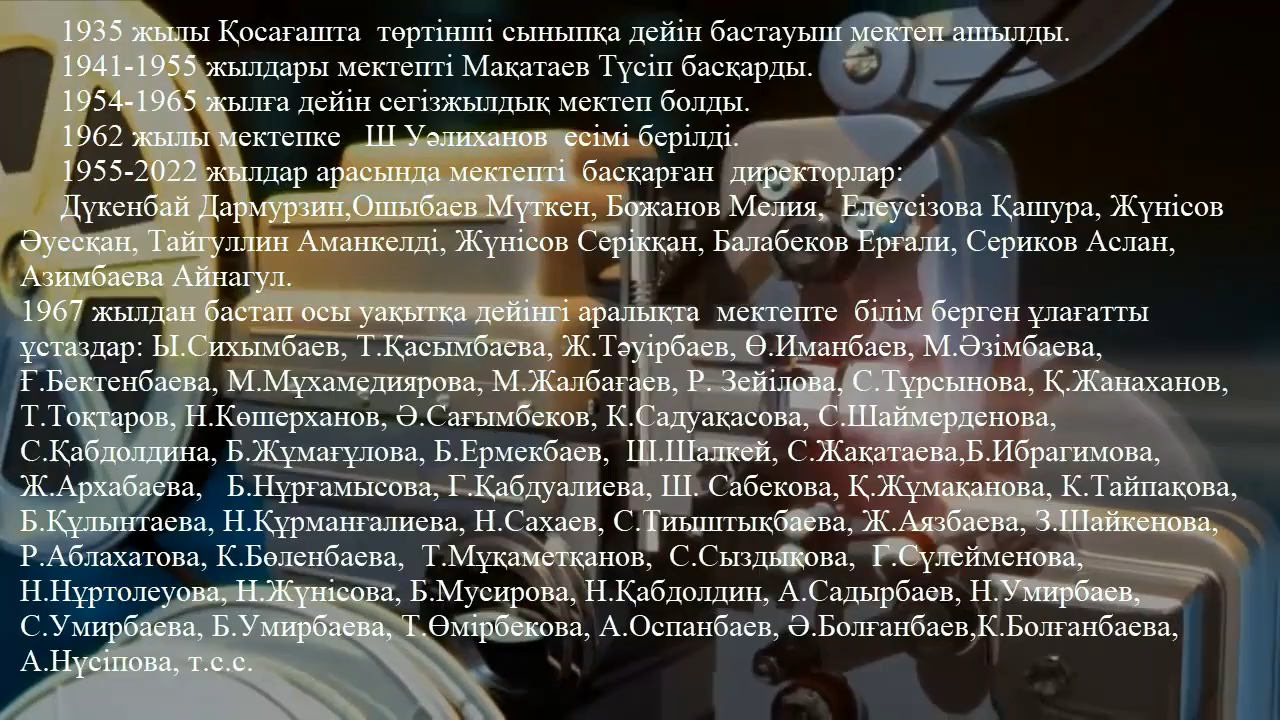 1935 жылы Қосағашта төртінші сыныпқа дейін бастауыш мектеп ашылды.
1941-1955 жылдары мектепті Мақатаев Түсіп басқарды.
1954-1965 жылға дейін сегізжылдық мектеп болды.
1962 жылы мектепке Ш Уәлиханов есімі берілді.
1955-2022 жылдар арасында мектепті басқарған директорлар:
Дүкенбай Дармурзин,Ошыбаев Мүткен, Божанов Мелия, Елеусізова Қашура, Жүнісов
Әуесқан, Тайгуллин Аманкелді, Жүнісов Серікқан, Балабеков Ерғали, Сериков Аслан,
Азимбаева Айнагул.
1967 жылдан бастап осы уақытқа дейінгі аралықта мектепте білім берген ұлағатты
ұстаздар: Ы.Сихымбаев, Т.Қасымбаева, Ж.Тәуірбаев, Ө.Иманбаев, М.Әзімбаева,
Ғ.Бектенбаева, М.Мұхамедиярова, М.Жалбағаев, Р. Зейілова, С.Тұрсынова, Қ.Жанаханов,
Т.Тоқтаров, Н.Көшерханов, Ә.Сағымбеков, К.Садуақасова, С.Шаймерденова,
С.Қабдолдина, Б.Жұмағұлова, Б.Ермекбаев, Ш.Шалкей, С.Жақатаева,Б.Ибрагимова,
Ж.Архабаева, Б.Нұрғамысова, Г.Қабдуалиева, Ш. Сабекова, Қ.Жұмақанова, К.Тайпақова,
Б.Құлынтаева, Н.Құрманғалиева, Н.Сахаев, С.Тиыштықбаева, Ж.Аязбаева, З.Шайкенова,
Р.Аблахатова, К.Бөленбаева, Т.Мұқаметқанов, С.Сыздықова, Г.Сүлейменова,
Н.Нұртолеуова, Н.Жүнісова, Б.Мусирова, Н.Қабдолдин, А.Садырбаев, Н.Умирбаев,
С.Умирбаева, Б.Умирбаева, Т.Өмірбекова, А.Оспанбаев, Ә.Болғанбаев,К.Болғанбаева,
А.Нүсіпова, т.с.с.